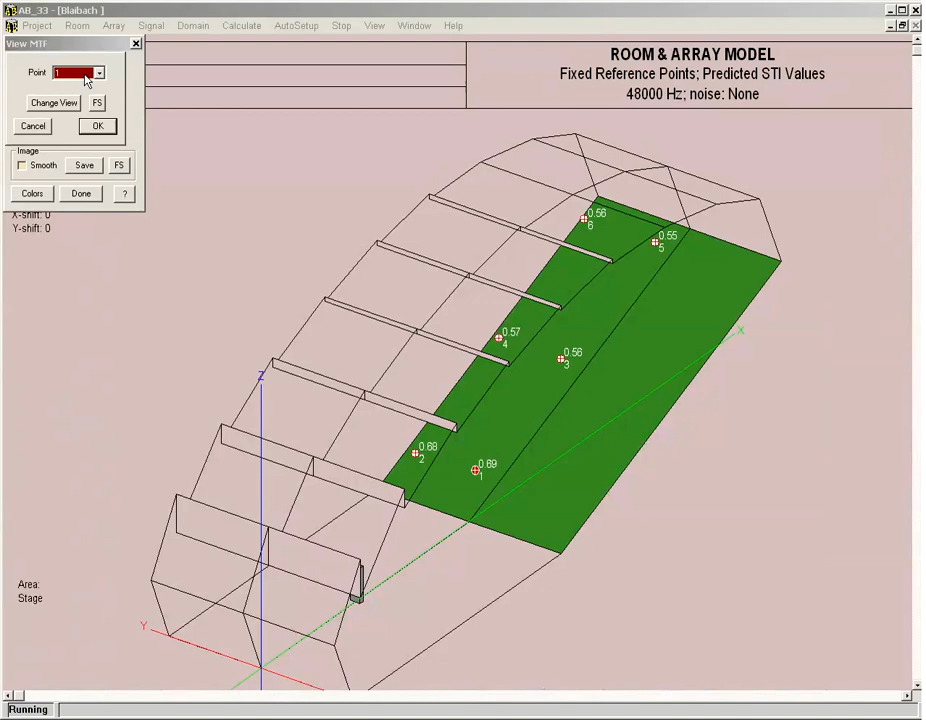 AB_33 - [Blaibach ]
Project Room Array Signal Domain Calculate AutoSetup Stop View Window Help
View MTF
Point 1
Change View FS
Cancel OK
Image
Smooth Save FS
Colors Done ?
X-shift: 0
Y-shift: 0
ROOM & ARRAY MODEL
Fixed Reference Points; Predicted STI Values
48000 Hz; noise: None
0.56
6
0.55
5
X
0.57
4
0.56
3
Z
0.68
2
0.69
1
Area:
Stage
Y
Running